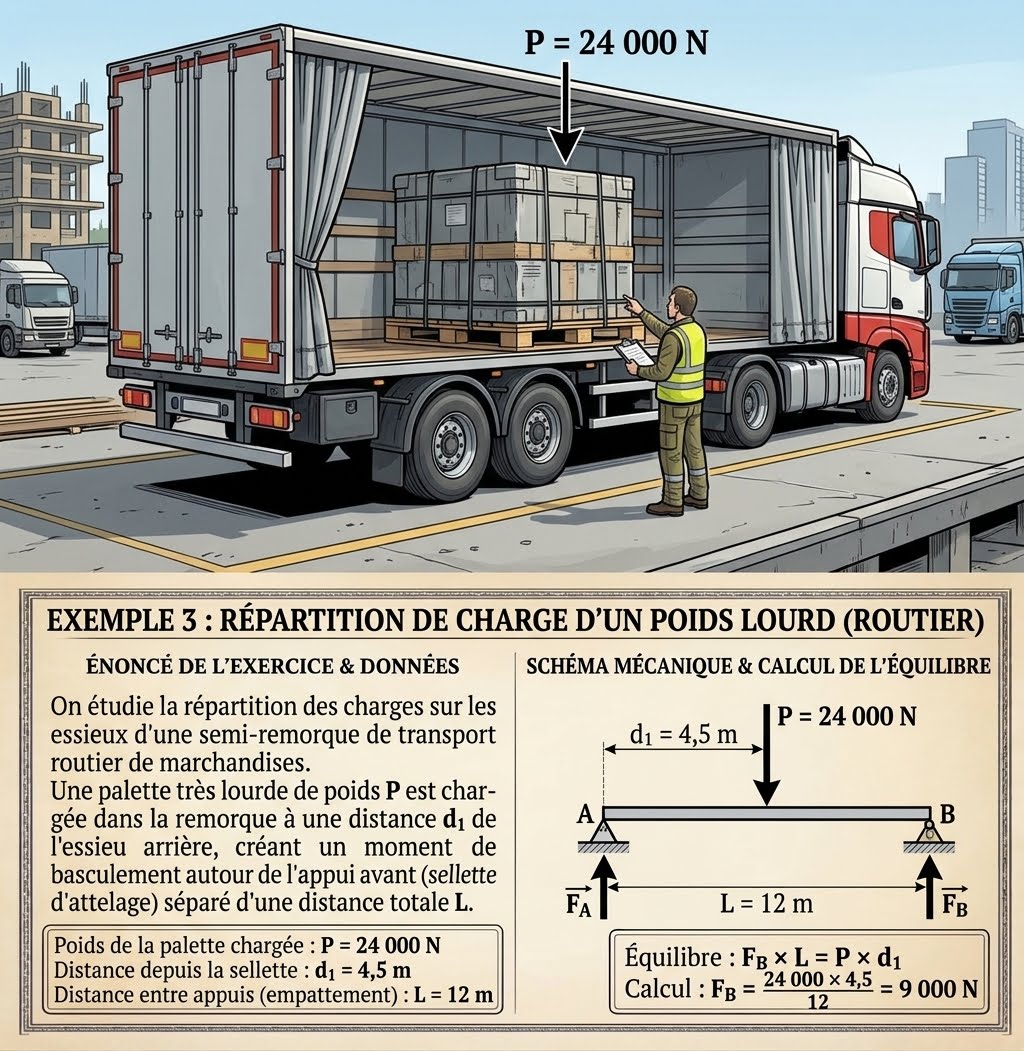 P = 24 000 N
EXEMPLE 3 : RÉPARTITION DE CHARGE D'UN POIDS LOURD (ROUTIER)
ÉNONCÉ DE L'EXERCICE & DONNÉES
On étudie la répartition des charges sur les
essieux d'une semi-remorque de transport
routier de marchandises.
Une palette très lourde de poids P est char-
gée dans la remorque à une distance d₁ de
l'essieu arrière, créant un moment de
basculement autour de l'appui avant (sellette
d'attelage) séparé d'une distance totale L.
Poids de la palette chargée : P = 24 000 N
Distance depuis la sellette : d₁ = 4,5 m
Distance entre appuis (empattement) : L = 12 m
SCHÉMA MÉCANIQUE & CALCUL DE L'ÉQUILIBRE
P = 24 000 N
d₁ = 4,5 m
A
B
F_A
L = 12 m
F_B
Équilibre : F_B × L = P × d₁
Calcul : F_B = (24 000 × 4,5) / 12 = 9 000 N